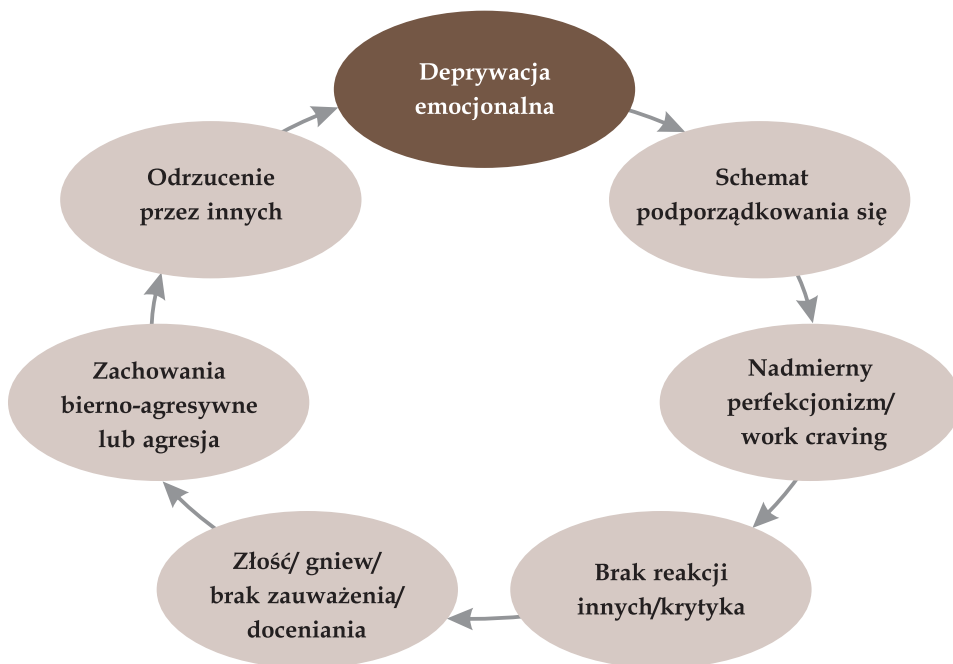 Deprywacja
emocjonalna
Schemat
podporządkowania się
Nadmierny
perfekcjonizm/
work craving
Brak reakcji
innych/krytyka
Złość/ gniew/
brak zauważenia/
doceniania
Zachowania
bierno-agresywne
lub agresja
Odrzucenie
przez innych